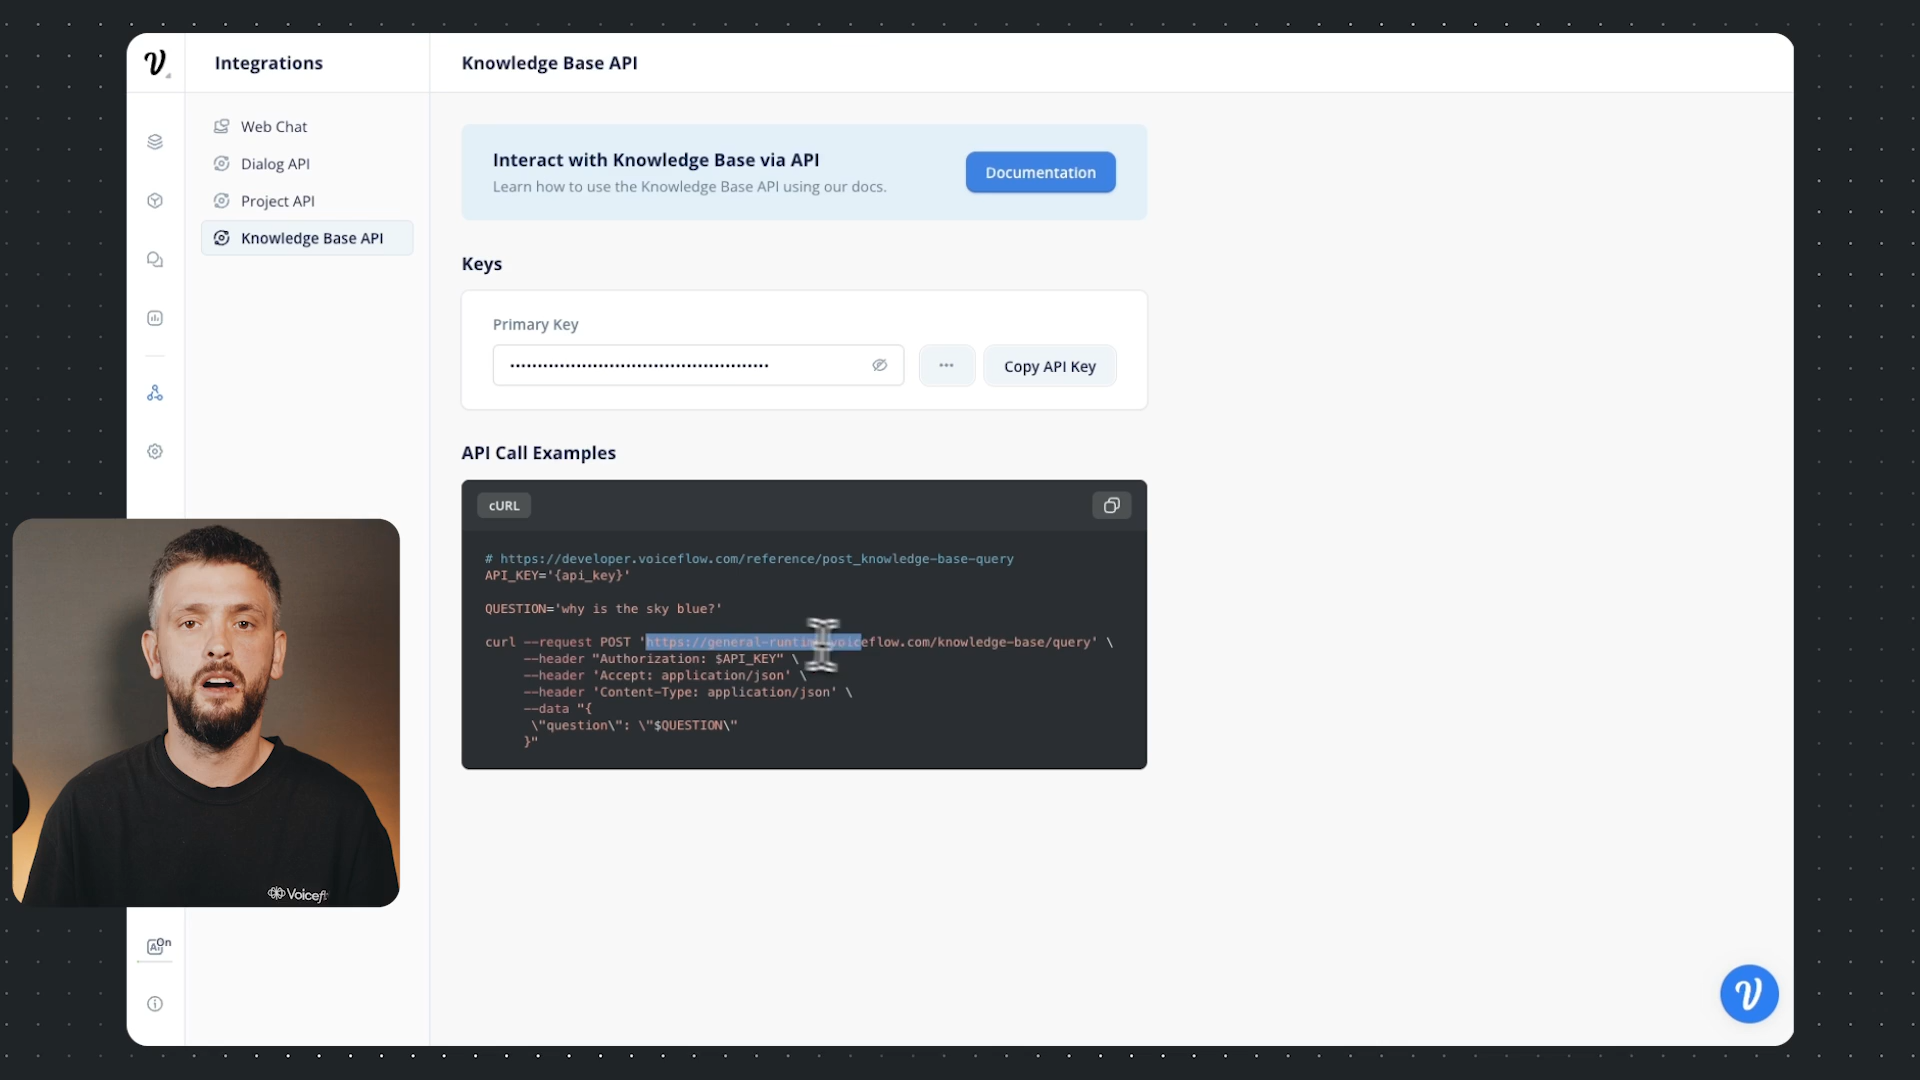 Integrations
Knowledge Base API
Web Chat
Dialog API
Project API
Knowledge Base API
Interact with Knowledge Base via API
Learn how to use the Knowledge Base API using our docs.
Documentation
Keys
Primary Key
Copy API Key
API Call Examples
cURL
# https://developer.voiceflow.com/reference/post_knowledge-base-query
API_KEY='{api_key}'
QUESTION='why is the sky blue?'
curl --request POST 'https://general-runtime.voiceflow.com/knowledge-base/query' \
--header "Authorization: $API_KEY" \
--header 'Accept: application/json' \
--header 'Content-Type: application/json' \
--data "{
\"question\": \"$QUESTION\"
}"
On